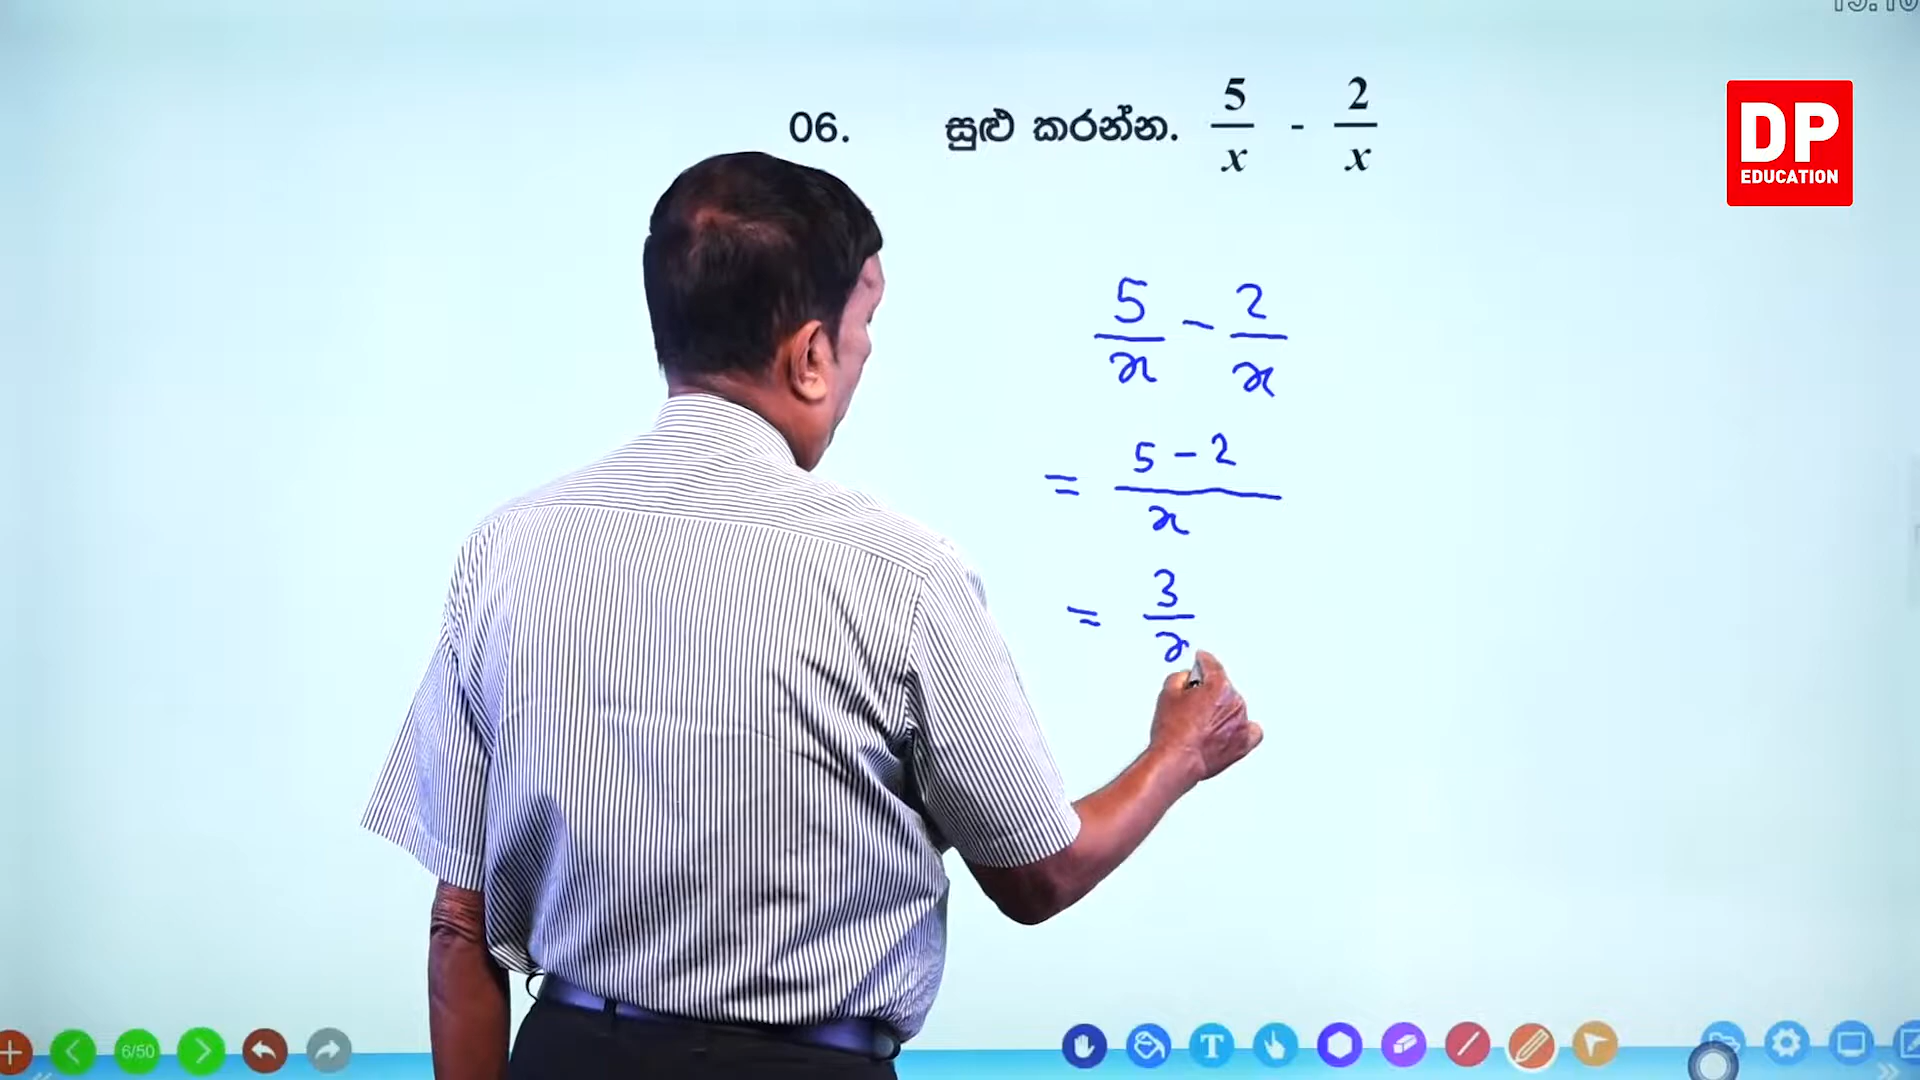 06. සුළු කරන්න. 5/x - 2/x
DP
EDUCATION
5/x - 2/x
= 5 - 2/x
= 3/x
6/50
T